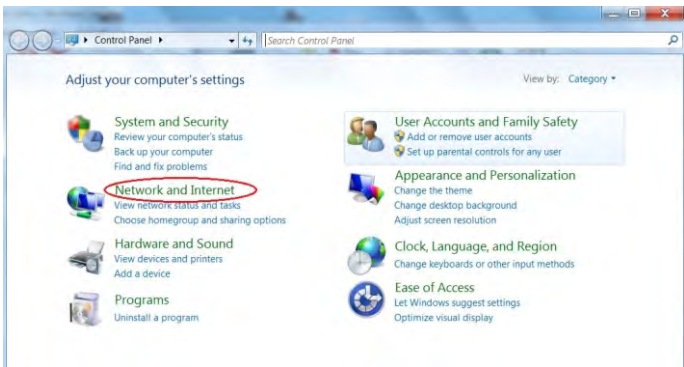 Control Panel
Search Control Panel
Adjust your computer's settings
View by: Category
System and Security
Review your computer's status
Back up your computer
Find and fix problems
Network and Internet
View network status and tasks
Choose homegroup and sharing options
Hardware and Sound
View devices and printers
Add a device
Programs
Uninstall a program
User Accounts and Family Safety
Add or remove user accounts
Set up parental controls for any user
Appearance and Personalization
Change the theme
Change desktop background
Adjust screen resolution
Clock, Language, and Region
Change keyboards or other input methods
Ease of Access
Let Windows suggest settings
Optimize visual display